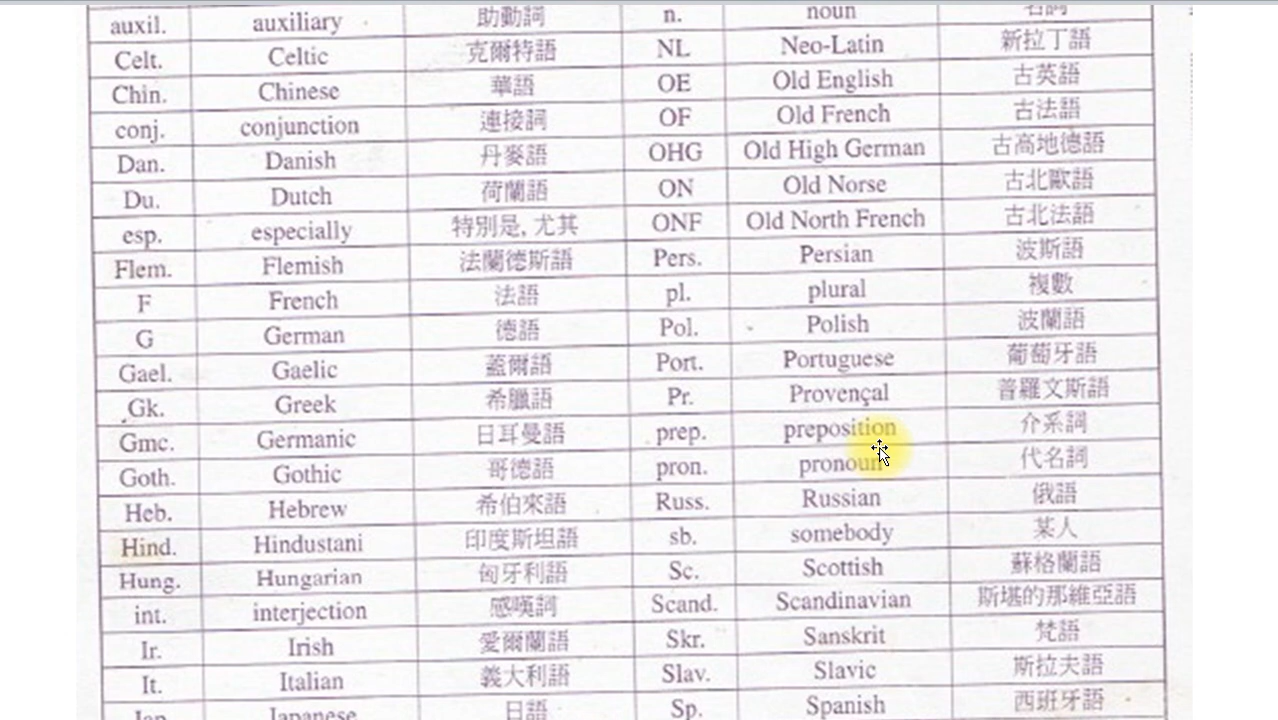 auxil. auxiliary 助動詞 n. noun 名詞
Celt. Celtic 克爾特語 NL Neo-Latin 新拉丁語
Chin. Chinese 華語 OE Old English 古英語
conj. conjunction 連接詞 OF Old French 古法語
Dan. Danish 丹麥語 OHG Old High German 古高地德語
Du. Dutch 荷蘭語 ON Old Norse 古北歐語
esp. especially 特別是, 尤其 ONF Old North French 古北法語
Flem. Flemish 法蘭德斯語 Pers. Persian 波斯語
F French 法語 pl. plural 複數
G German 德語 Pol. Polish 波蘭語
Gael. Gaelic 蓋爾語 Port. Portuguese 葡萄牙語
Gk. Greek 希臘語 Pr. Provençal 普羅文斯語
Gmc. Germanic 日耳曼語 prep. preposition 介系詞
Goth. Gothic 哥德語 pron. pronoun 代名詞
Heb. Hebrew 希伯來語 Russ. Russian 俄語
Hind. Hindustani 印度斯坦語 sb. somebody 某人
Hung. Hungarian 匈牙利語 Sc. Scottish 蘇格蘭語
int. interjection 感嘆詞 Scand. Scandinavian 斯堪的那維亞語
Ir. Irish 愛爾蘭語 Skr. Sanskrit 梵語
It. Italian 義大利語 Slav. Slavic 斯拉夫語
Jap. Japanese 日語 Sp. Spanish 西班牙語